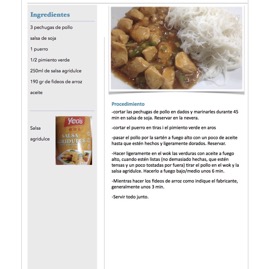 Ingredientes
3 pechugas de pollo
salsa de soja
1 puerro
1/2 pimiento verde
250ml de salsa agridulce
190 gr de fideos de arroz
aceite
Salsa
agridulce
Yeo's
SALSA
AGRIDULCE
Procedimiento
-cortar las pechugas de pollo en dados y marinarles durante 45
min en salsa de soja. Reservar en la nevera.
-cortar el puerro en tiras i el pimiento verde en aros
-pasar el pollo por la sartén a fuego alto con un poco de aceite
hasta que estén hechos y ligeramente dorados. Reservar.
-Hacer ligeramente en el wok las verduras con aceite a fuego
alto, cuando estén listas (no demasiado hechas, que estén
tensas y un poco tostadas por fuera) tirar el pollo en el wok y la
salsa agridulce. Hacerlo a fuego bajo/medio unos 6 min.
-Mientras hacer los fideos de arroz como indique el fabricante,
generalmente unos 3 min.
-Servir todo junto.